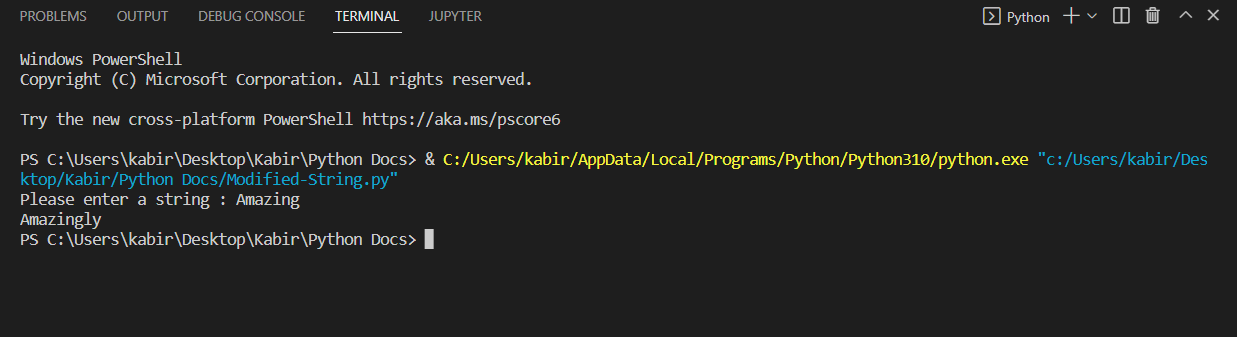 PROBLEMS OUTPUT DEBUG CONSOLE TERMINAL JUPYTER Python
Windows PowerShell
Copyright (C) Microsoft Corporation. All rights reserved.
Try the new cross-platform PowerShell https://aka.ms/pscore6
PS C:\Users\kabir\Desktop\Kabir\Python Docs> & C:/Users/kabir/AppData/Local/Programs/Python/Python310/python.exe "c:/Users/kabir/Des
ktop/Kabir/Python Docs/Modified-String.py"
Please enter a string : Amazing
Amazingly
PS C:\Users\kabir\Desktop\Kabir\Python Docs>